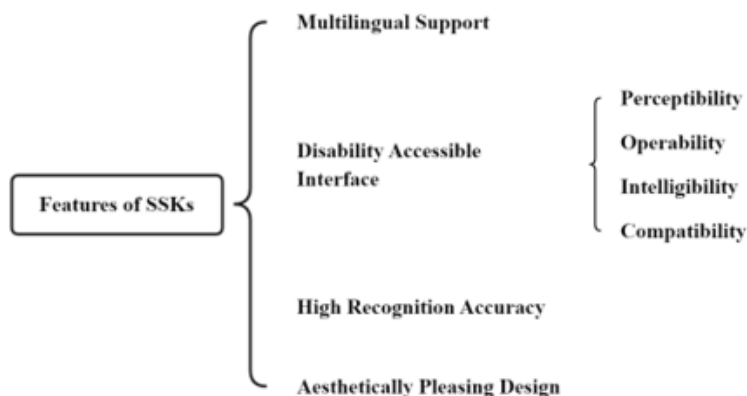 Features of SSKs
Multilingual Support
Disability Accessible
Interface
Perceptibility
Operability
Intelligibility
Compatibility
High Recognition Accuracy
Aesthetically Pleasing Design